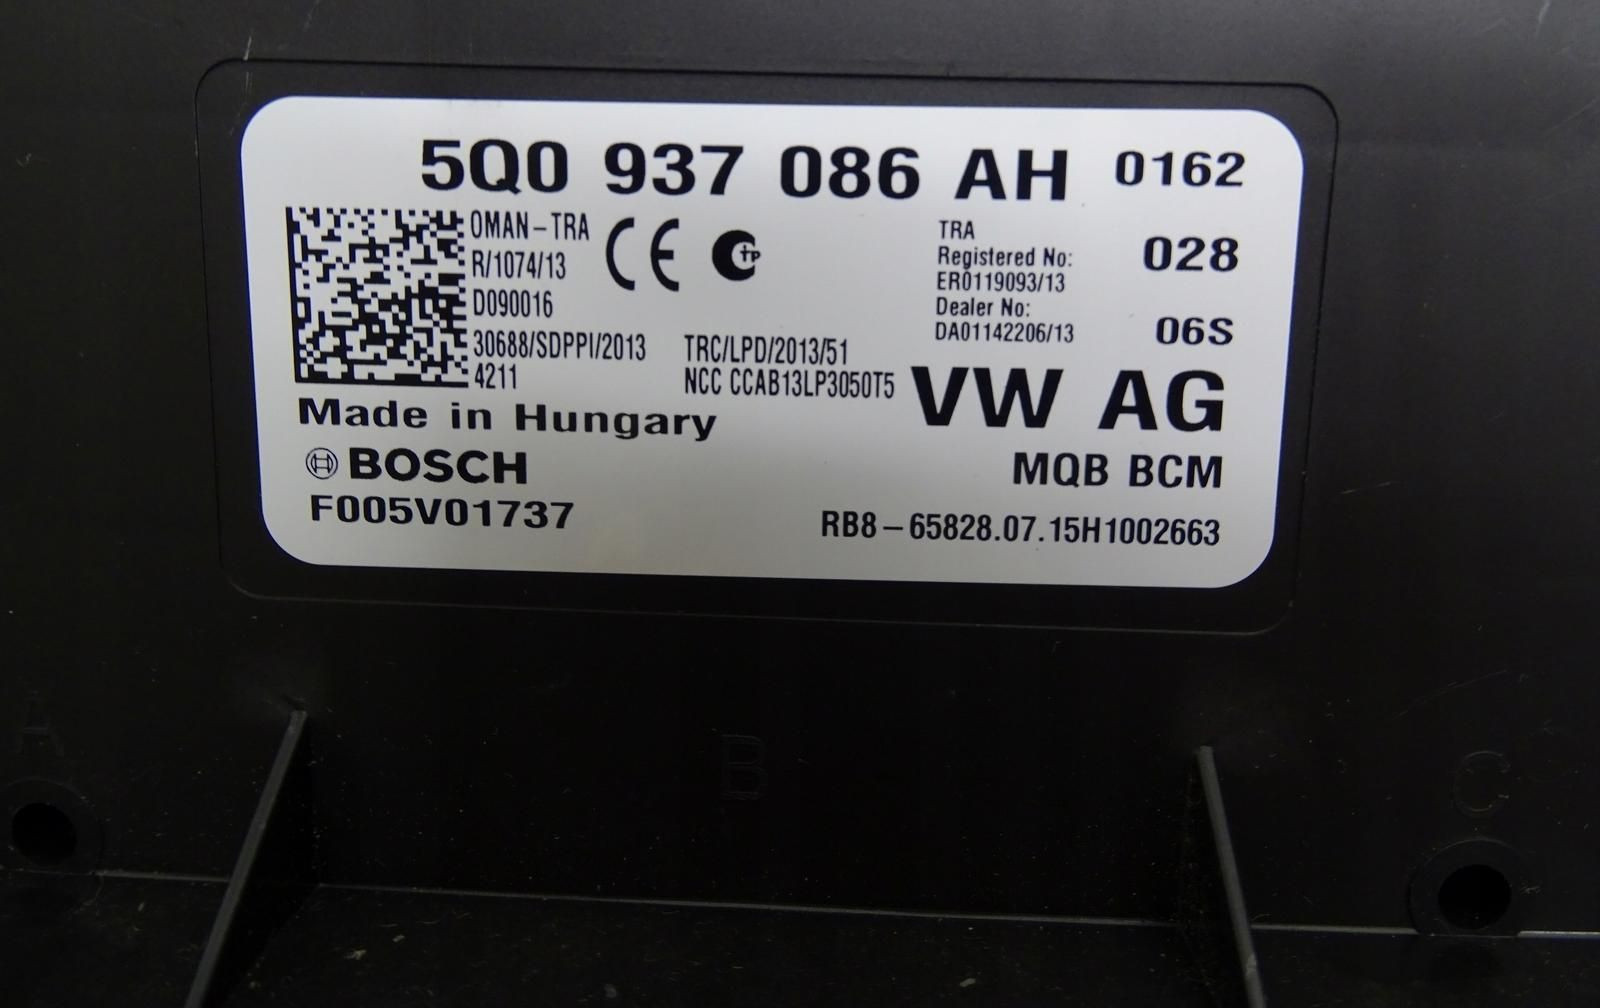 5Q0 937 086 AH 0162
OMAN-TRA
R/1074/13
D090016
30688/SDPPI/2013
4211
CE
TP
TRC/LPD/2013/51
NCC CCAB13LP3050T5
TRA
Registered No:
ER0119093/13
Dealer No:
DA01142206/13
028
06S
VW AG
Made in Hungary
BOSCH
MQB BCM
F005V01737
RB8-65828.07.15H1002663
A
B
C